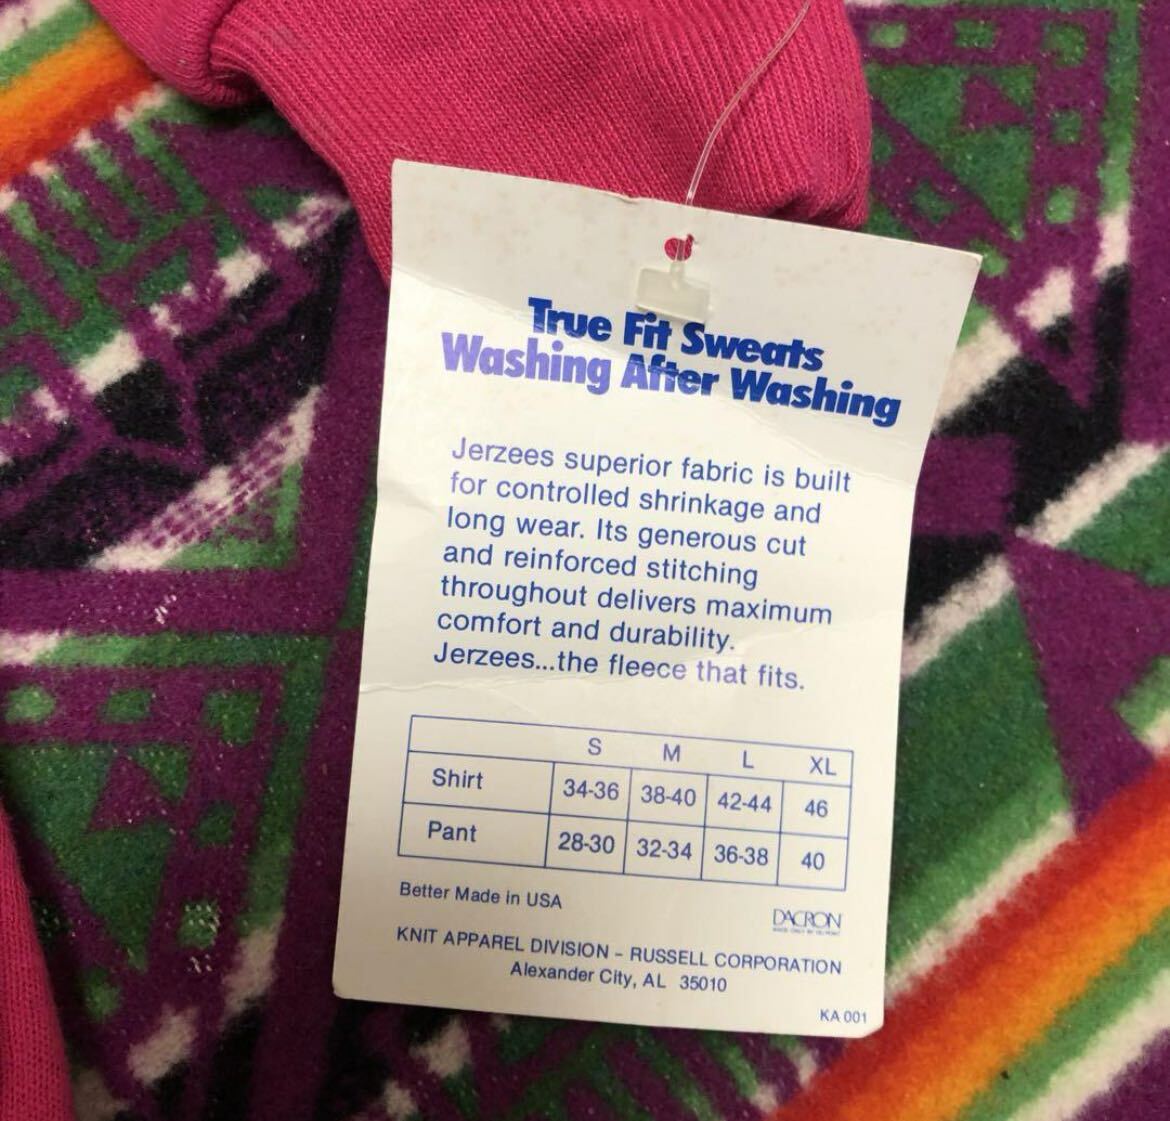 True Fit Sweats
Washing After Washing
Jerzees superior fabric is built
for controlled shrinkage and
long wear. Its generous cut
and reinforced stitching
throughout delivers maximum
comfort and durability.
Jerzees...the fleece that fits.
S M L XL
Shirt 34-36 38-40 42-44 46
Pant 28-30 32-34 36-38 40
Better Made in USA
DACRON
KNIT APPAREL DIVISION - RUSSELL CORPORATION
Alexander City, AL 35010
KA 001